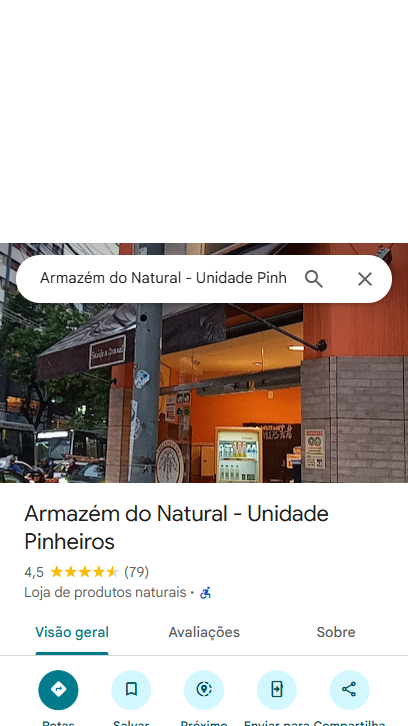 Armazém do Natural - Unidade Pinh
Armazém do Natural - Unidade
Pinheiros
4,5 (79)
Loja de produtos naturais •
Visão geral Avaliações Sobre
Rotas Salvar Próximo Enviar para Compartilha